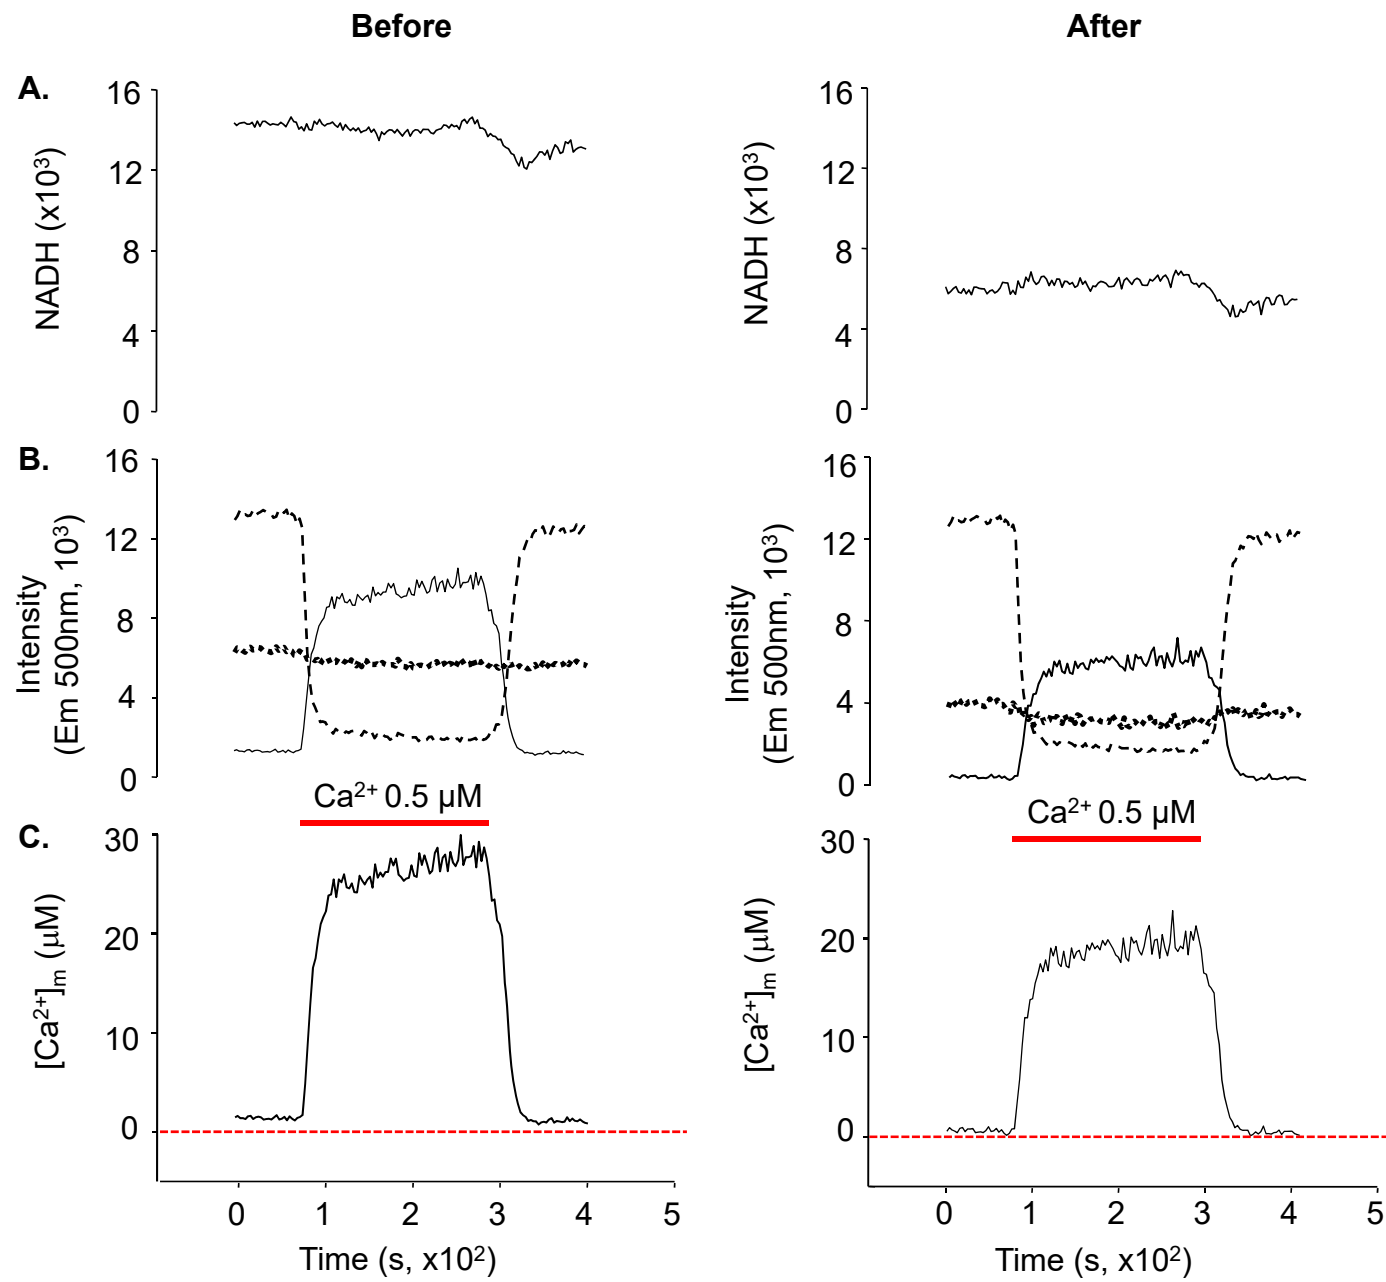 Before
After
A.
16
12
8
4
0
NADH (x10³)
16
12
8
4
0
NADH (x10³)
B.
16
12
8
4
0
Intensity
(Em 500nm, 10³)
16
12
8
4
0
Intensity
(Em 500nm, 10³)
Ca²⁺ 0.5 μM
Ca²⁺ 0.5 μM
C.
30
20
10
0
[Ca²⁺]ₘ (μM)
30
20
10
0
[Ca²⁺]ₘ (μM)
0 1 2 3 4 5
0 1 2 3 4 5
Time (s, x10²)
Time (s, x10²)